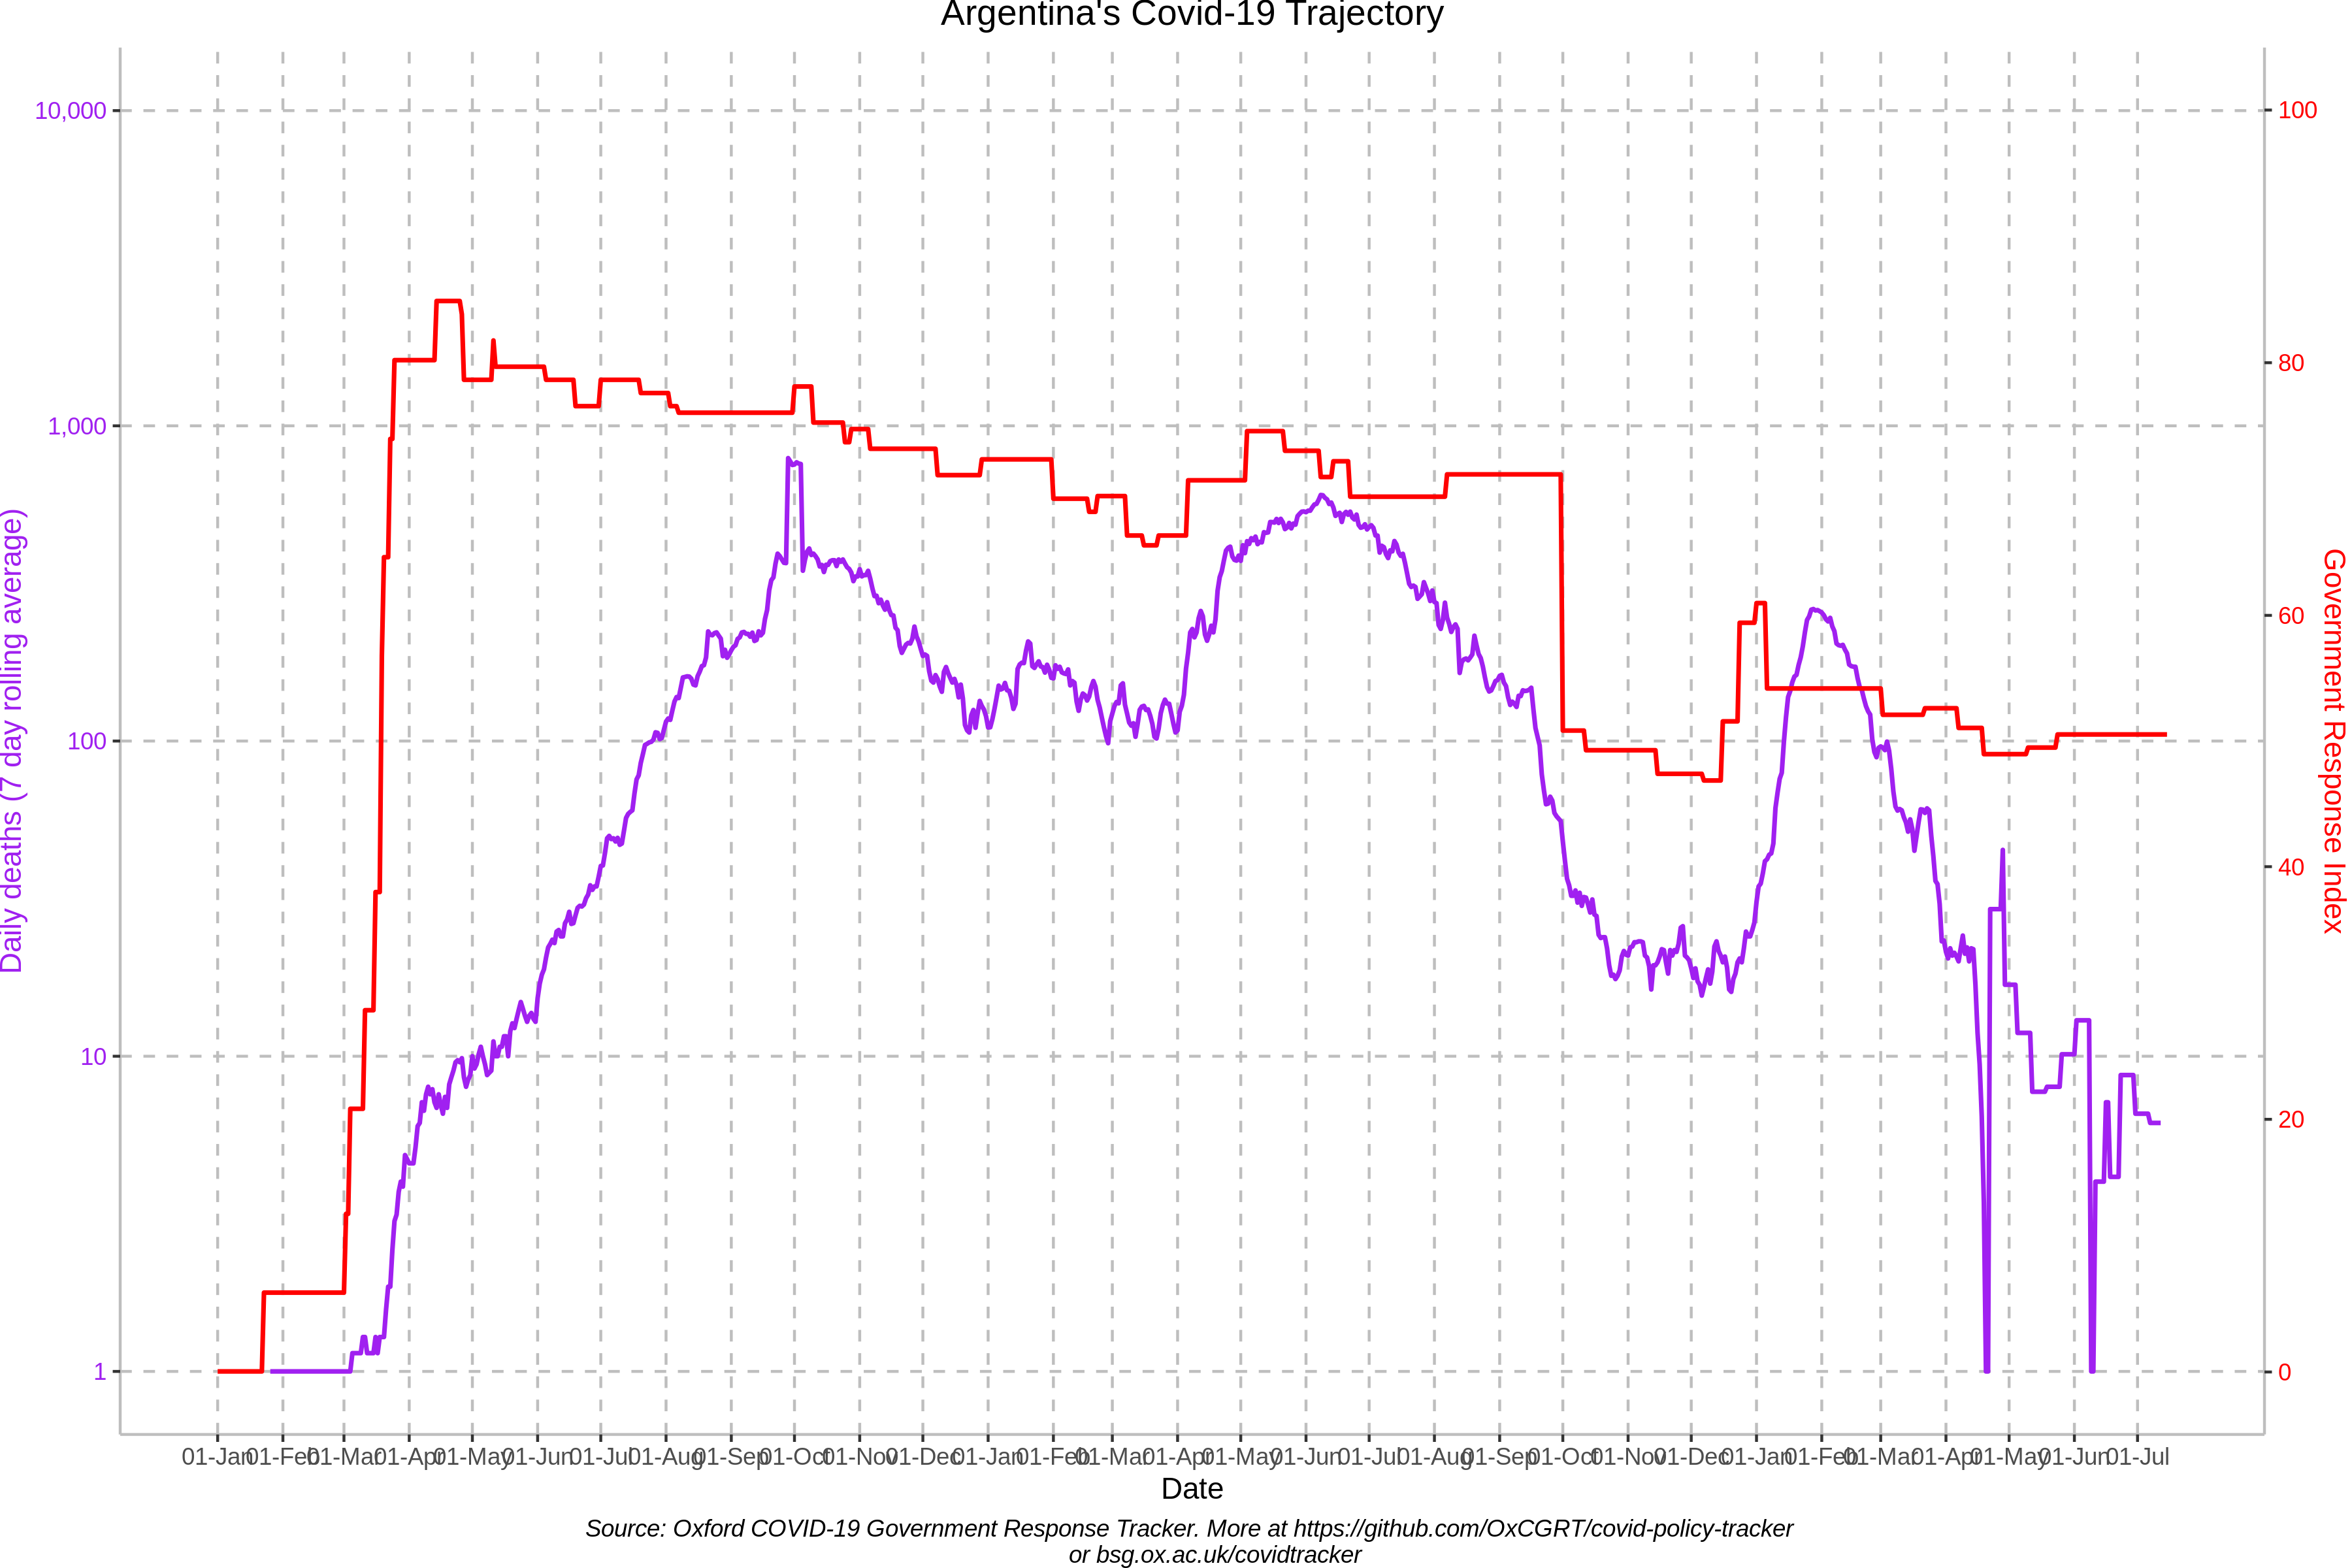 Argentina's Covid-19 Trajectory
10,000
1,000
100
10
1
Daily deaths (7 day rolling average)
100
80
60
40
20
0
Government Response Index
01-Jan 01-Feb 01-Mar 01-Apr 01-May 01-Jun 01-Jul 01-Aug 01-Sep 01-Oct 01-Nov 01-Dec 01-Jan 01-Feb 01-Mar 01-Apr 01-May 01-Jun 01-Jul 01-Aug 01-Sep 01-Oct 01-Nov 01-Dec 01-Jan 01-Feb 01-Mar 01-Apr 01-May 01-Jun 01-Jul
Date
Source: Oxford COVID-19 Government Response Tracker. More at https://github.com/OxCGRT/covid-policy-tracker
or bsg.ox.ac.uk/covidtracker